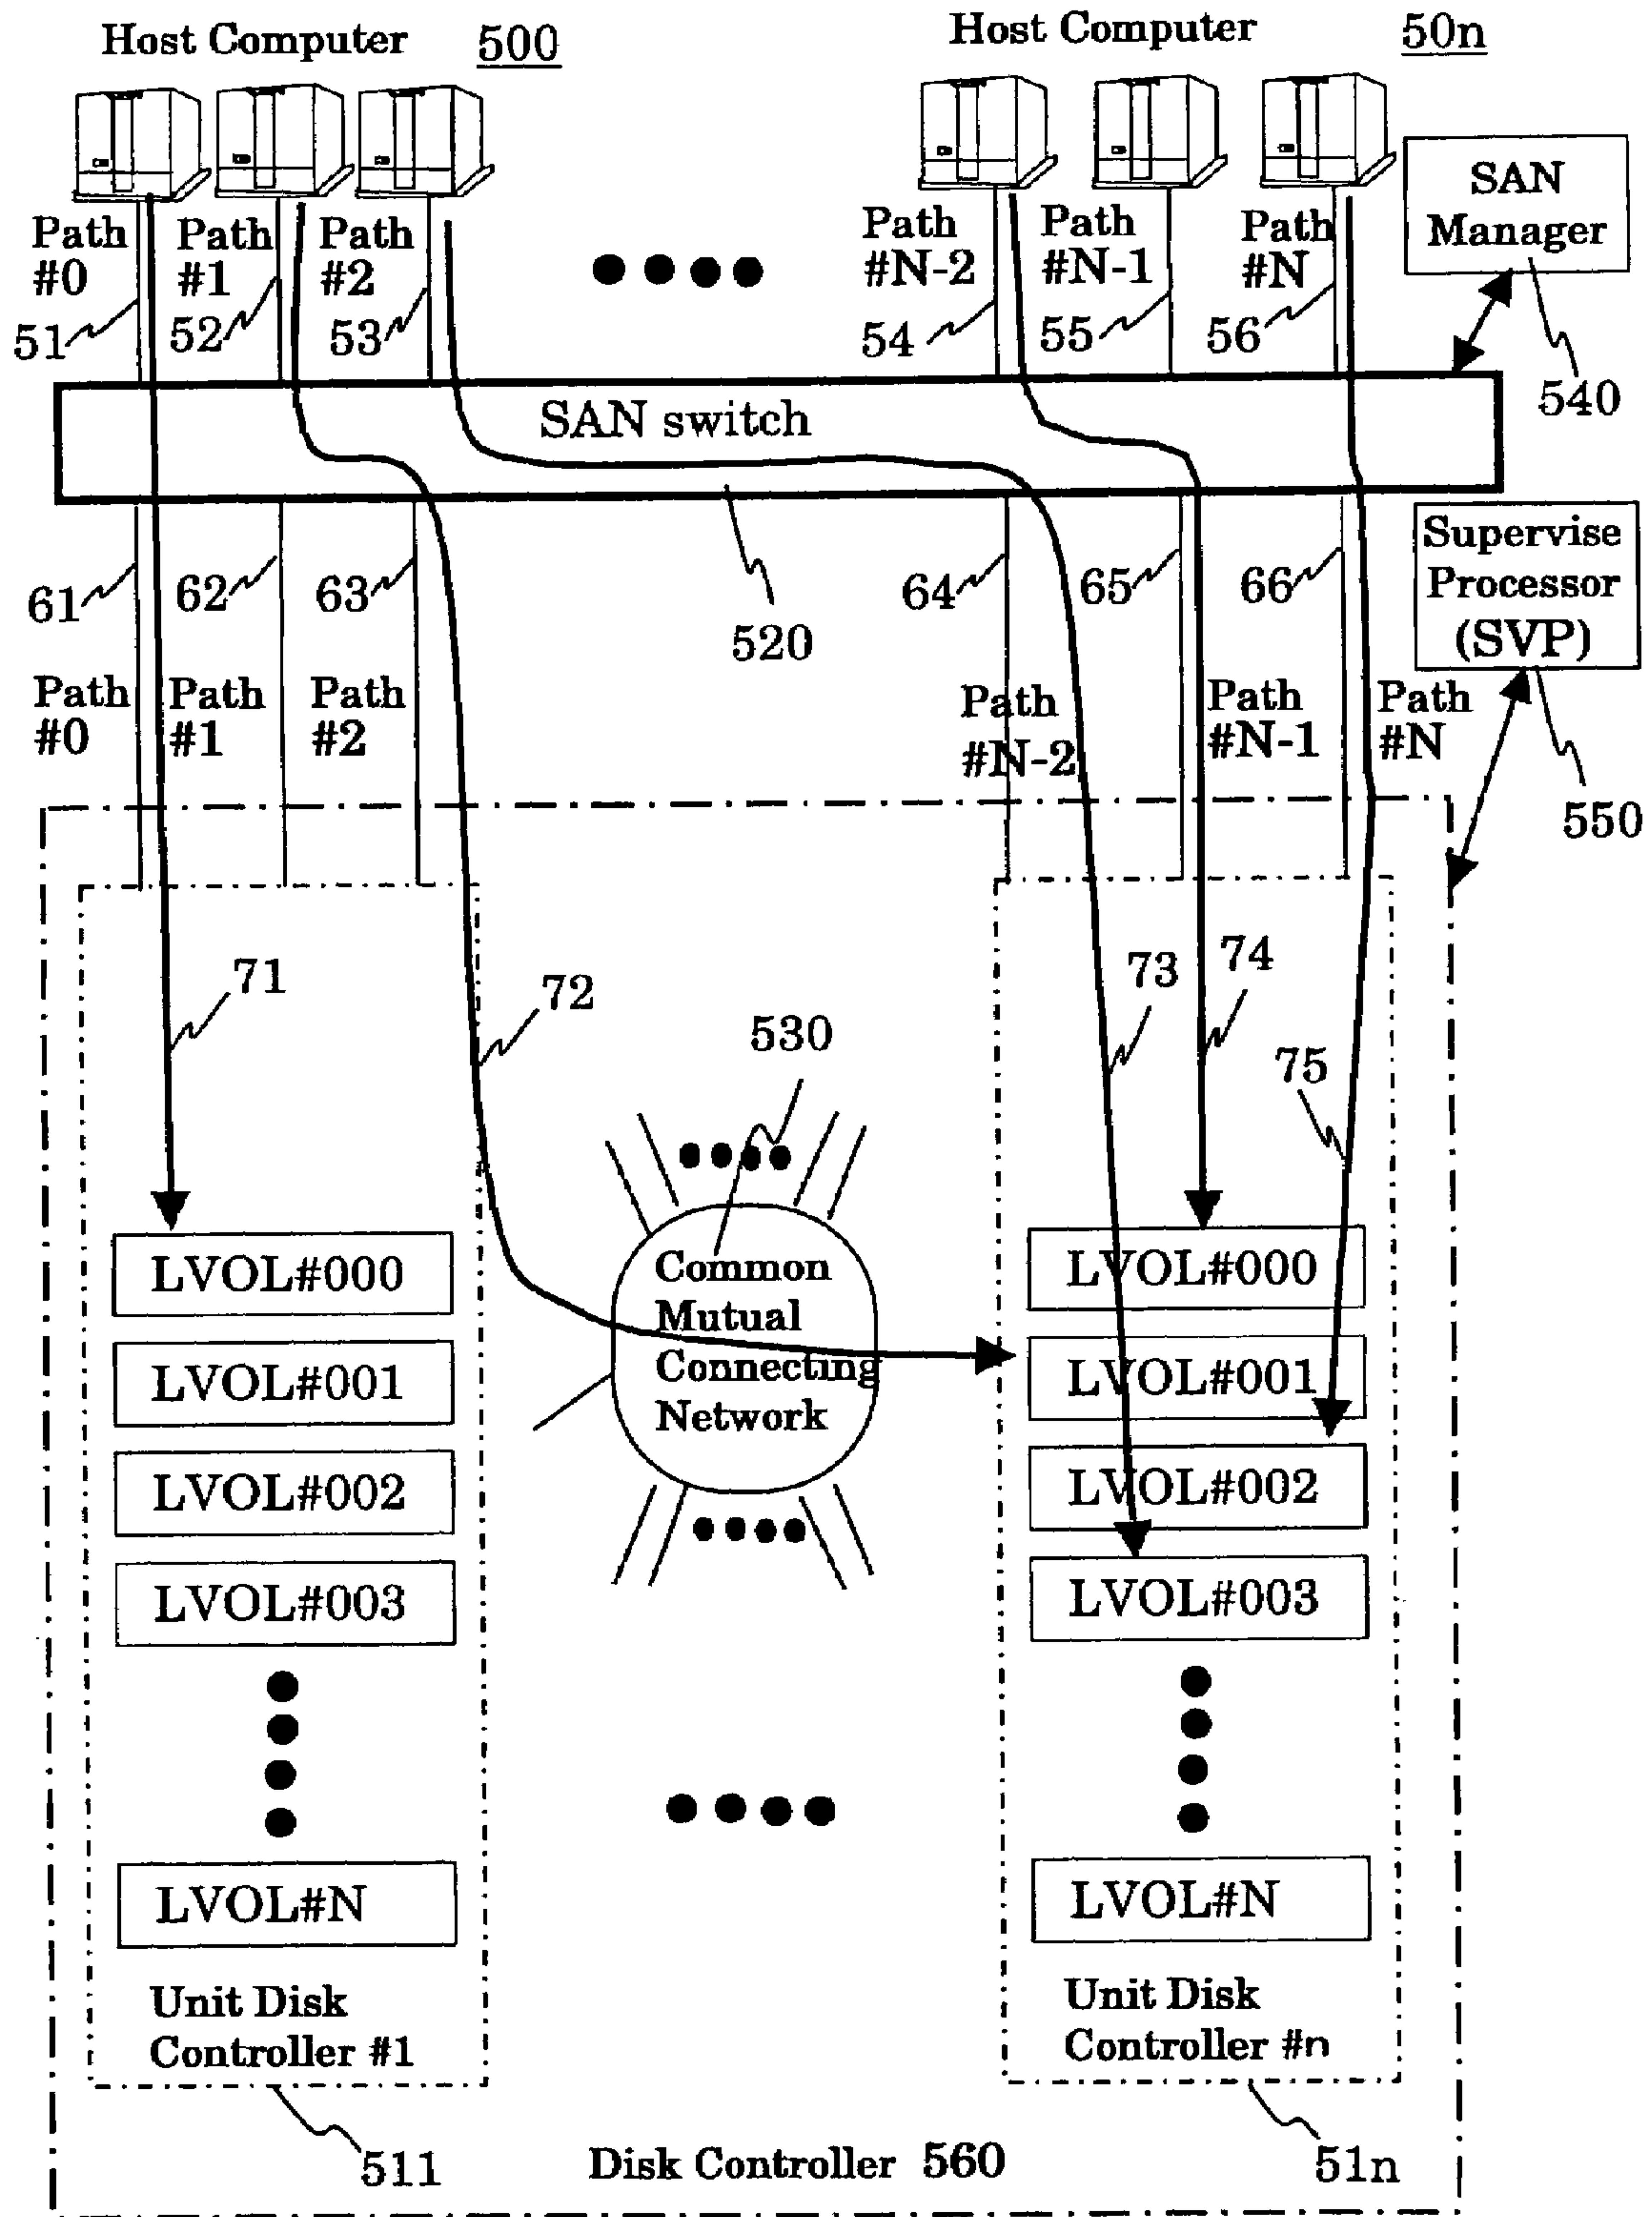 Host Computer 500
Host Computer 50n
SAN
Manager
540
Path
#0
Path
#1
Path
#2
Path
#N-2
Path
#N-1
Path
#N
51
52
53
54
55
56
SAN switch
520
Supervise
Processor
(SVP)
550
61
62
63
64
65
66
Path
#0
Path
#1
Path
#2
Path
#N-2
Path
#N-1
Path
#N
71
72
530
73
74
75
Common
Mutual
Connecting
Network
LVOL#000
LVOL#001
LVOL#002
LVOL#003
LVOL#N
Unit Disk
Controller #1
511
LVOL#000
LVOL#001
LVOL#002
LVOL#003
LVOL#N
Unit Disk
Controller #n
51n
Disk Controller 560